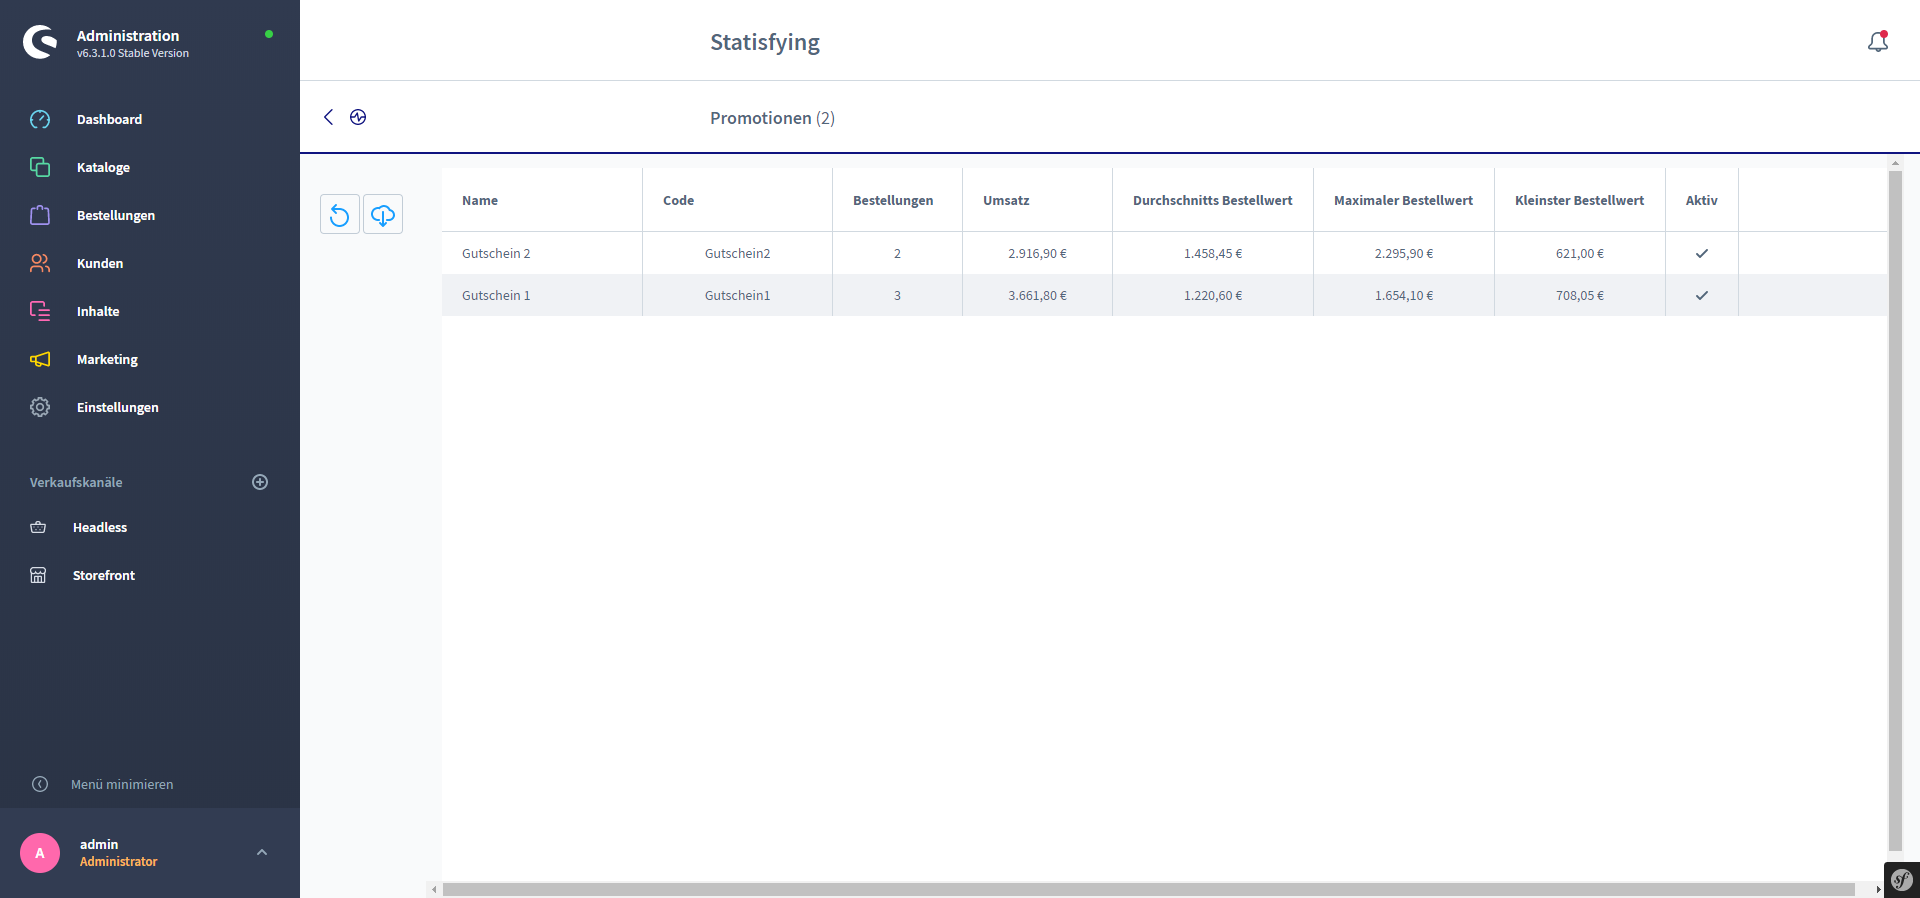 Administration
v6.3.1.0 Stable Version
Dashboard
Kataloge
Bestellungen
Kunden
Inhalte
Marketing
Einstellungen
Verkaufskanäle
Headless
Storefront
Menü minimieren
A
admin
Administrator
Statisfying
Promotionen (2)
Name Code Bestellungen Umsatz Durchschnitts Bestellwert Maximaler Bestellwert Kleinster Bestellwert Aktiv
Gutschein 2 Gutschein2 2 2.916,90 € 1.458,45 € 2.295,90 € 621,00 €
Gutschein 1 Gutschein1 3 3.661,80 € 1.220,60 € 1.654,10 € 708,05 €
sf